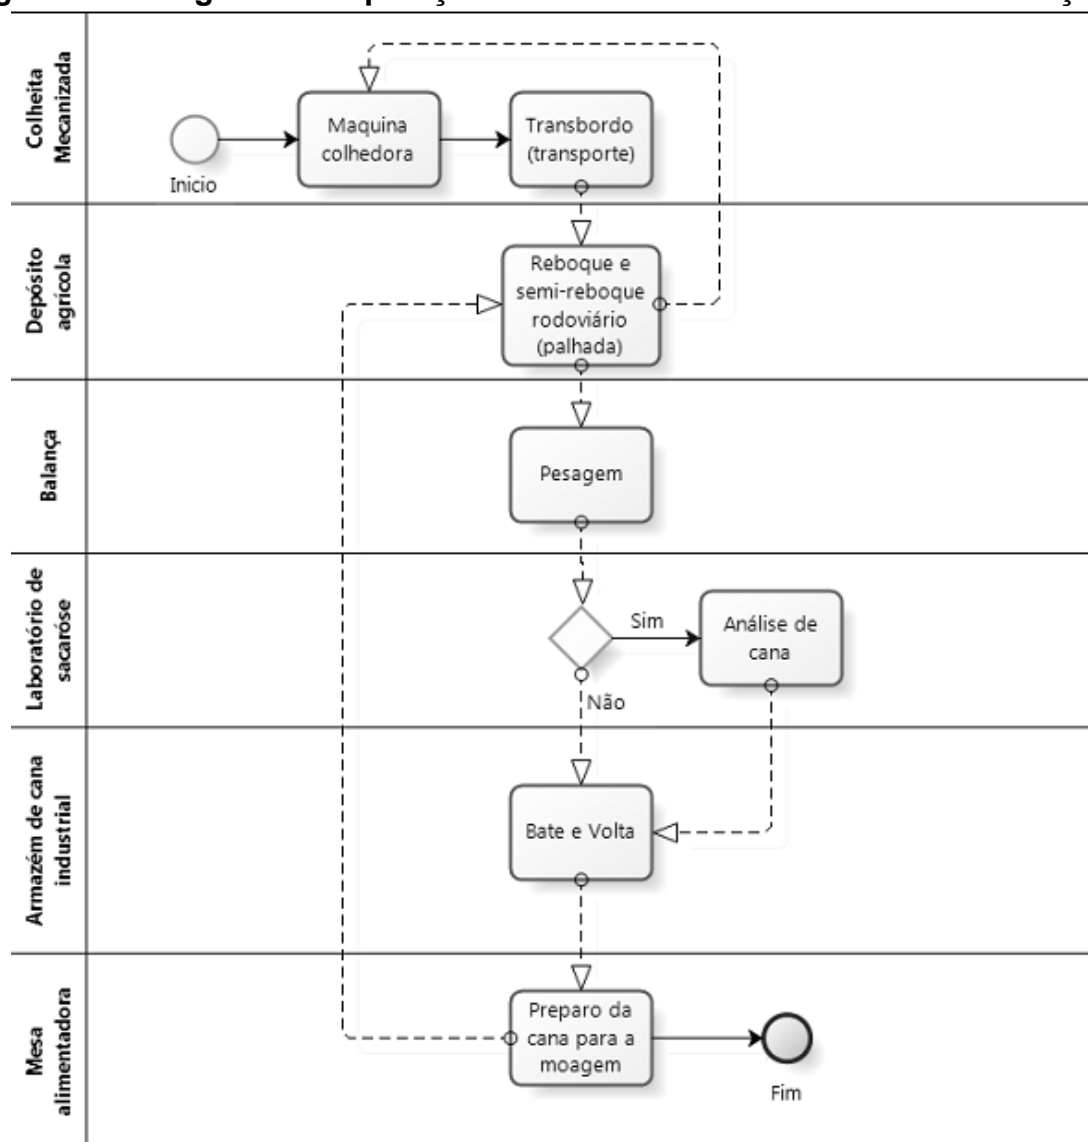 Colheita
Mecanizada
Maquina
colhedora
Transbordo
(transporte)
Inicio
Depósito
agrícola
Reboque e
semi-reboque
rodoviário
(palhada)
Balança
Pesagem
Laboratório de
sacaróse
Sim
Análise de
cana
Não
Armazém de cana
industrial
Bate e Volta
Mesa
alimentadora
Preparo da
cana para a
moagem
Fim